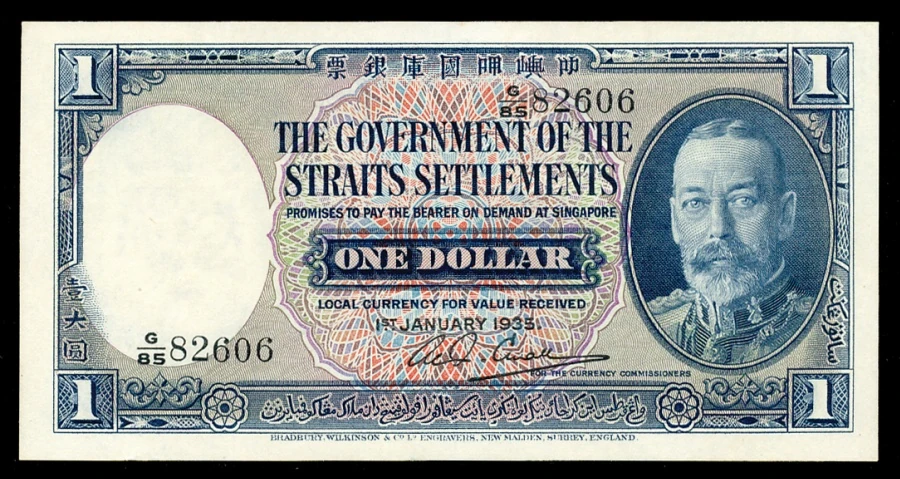 1
1
票銀庫國呷嶼叻
G/85 82606
THE GOVERNMENT OF THE
STRAITS SETTLEMENTS
PROMISES TO PAY THE BEARER ON DEMAND AT SINGAPORE
ONE DOLLAR
LOCAL CURRENCY FOR VALUE RECEIVED
1ST JANUARY 1935.
壹大圓
G/85 82606
FOR THE CURRENCY COMMISSIONERS
1
1
BRADBURY, WILKINSON & Co. Ld. ENGRAVERS, NEW MALDEN, SURREY, ENGLAND.